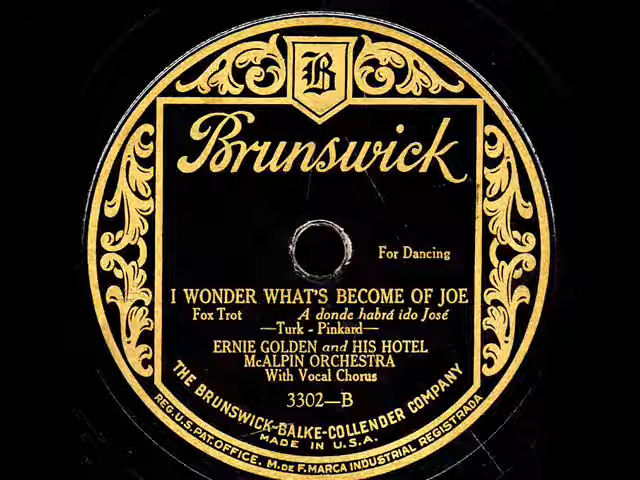 B
Brunswick
For Dancing
I WONDER WHAT'S BECOME OF JOE
Fox Trot A donde habrá ido José
—Turk - Pinkard—
ERNIE GOLDEN and HIS HOTEL
McALPIN ORCHESTRA
With Vocal Chorus
3302—B
THE BRUNSWICK-BALKE-COLLENDER COMPANY
MADE IN U.S.A.
REG. U.S. PAT. OFFICE. M. DE F. MARCA INDUSTRIAL REGISTRADA